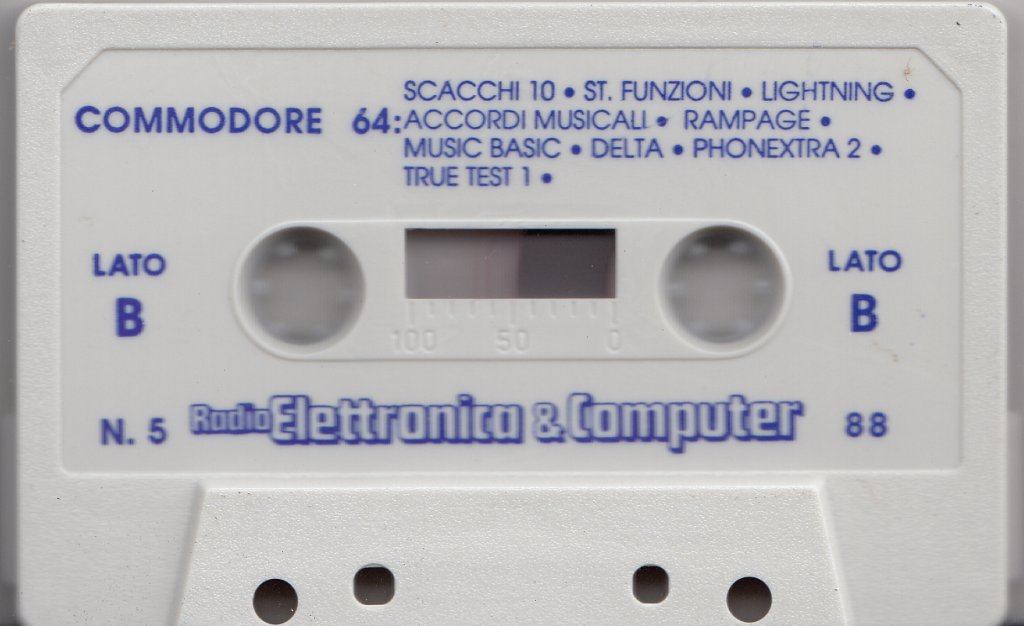 SCACCHI 10 • ST. FUNZIONI • LIGHTNING •
COMMODORE 64: ACCORDI MUSICALI • RAMPAGE •
MUSIC BASIC • DELTA • PHONEXTRA 2 •
TRUE TEST 1 •
LATO
B
LATO
B
100 50 0
N. 5
Radio Elettronica & Computer
88